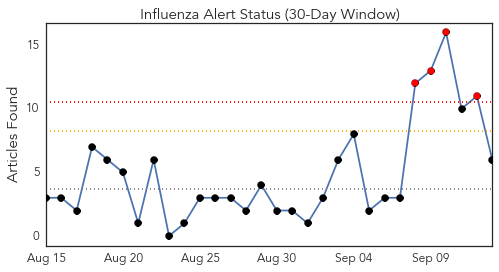 Influenza Alert Status (30-Day Window)
Articles Found
15
10
5
0
Aug 15
Aug 20
Aug 25
Aug 30
Sep 04
Sep 09